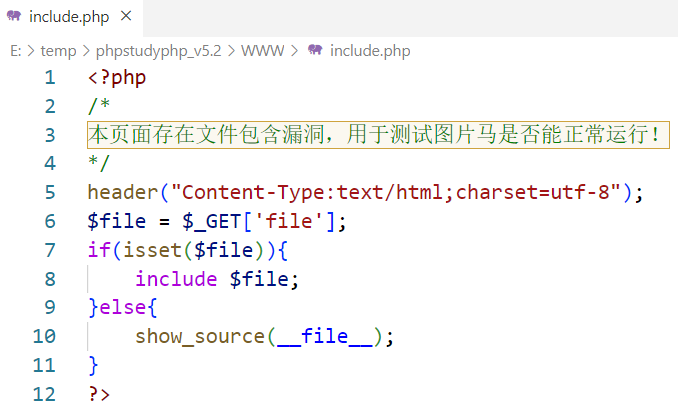 include.php ×
E: > temp > phpstudyphp_v5.2 > WWW > include.php
1 <?php
2 /*
3 本页面存在文件包含漏洞，用于测试图片马是否能正常运行！
4 */
5 header("Content-Type:text/html;charset=utf-8");
6 $file = $_GET['file'];
7 if(isset($file)){
8     include $file;
9 }else{
10     show_source(__file__);
11 }
12 ?>